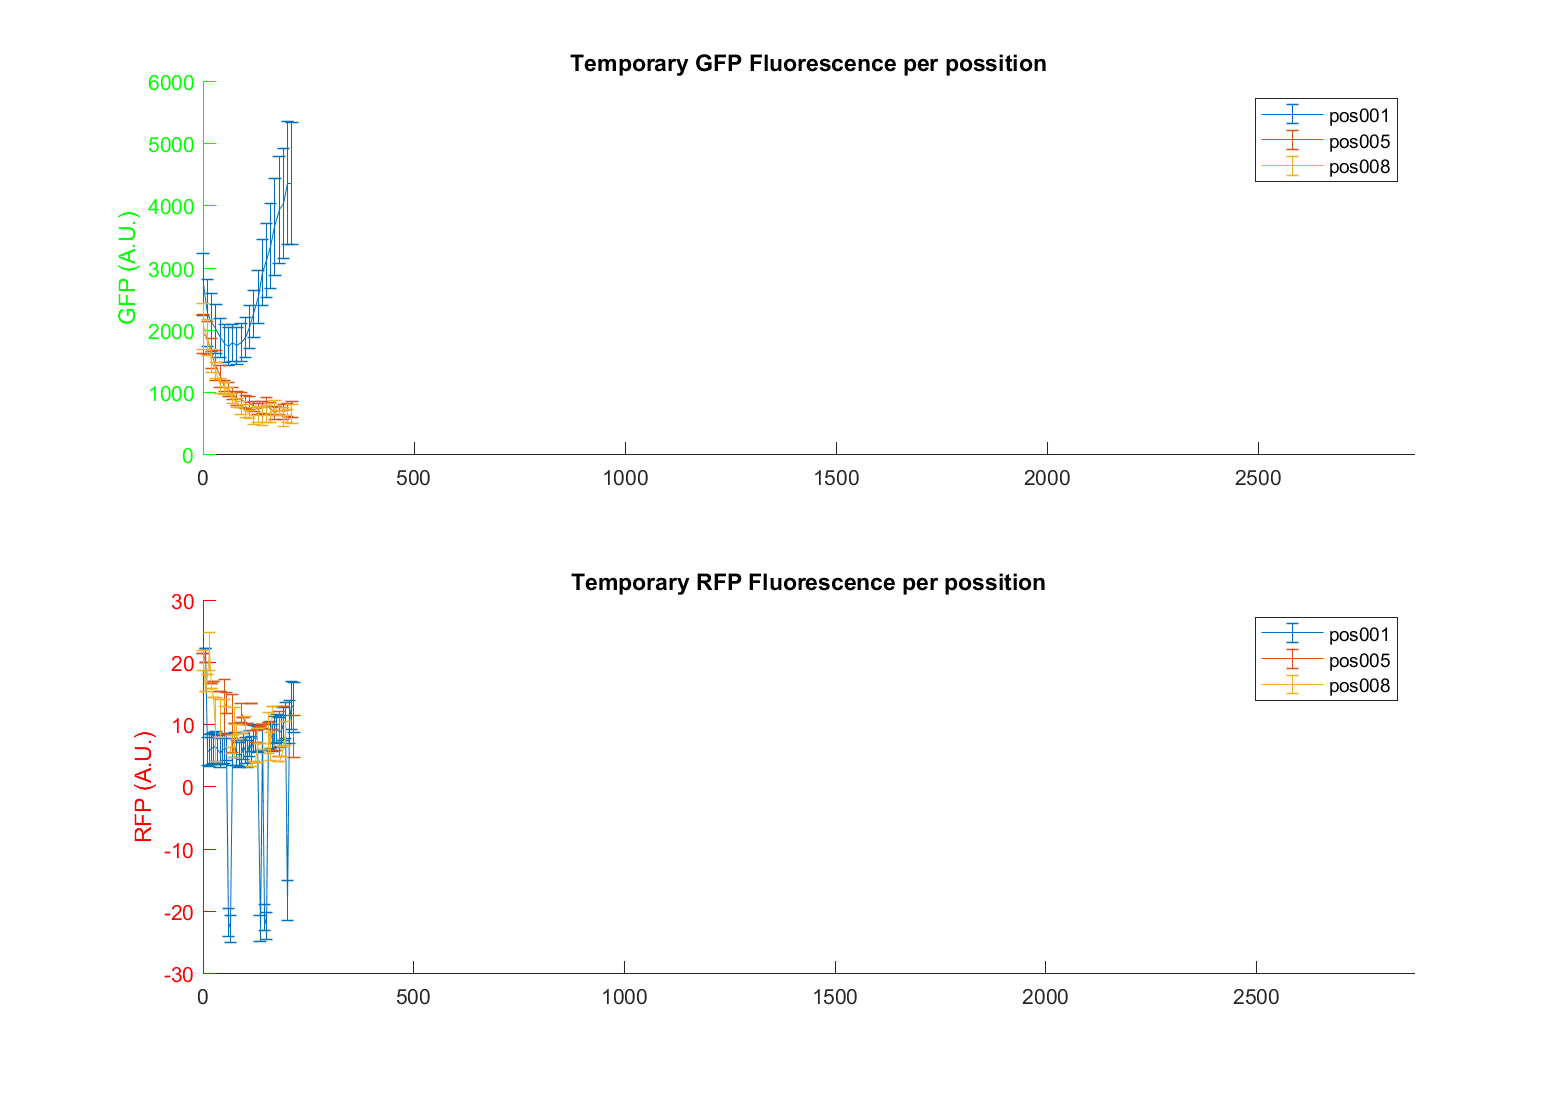 Temporary GFP Fluorescence per possition
6000
5000
4000
3000
2000
1000
0
GFP (A.U.)
0 500 1000 1500 2000 2500
pos001
pos005
pos008
Temporary RFP Fluorescence per possition
30
20
10
0
-10
-20
-30
RFP (A.U.)
0 500 1000 1500 2000 2500
pos001
pos005
pos008